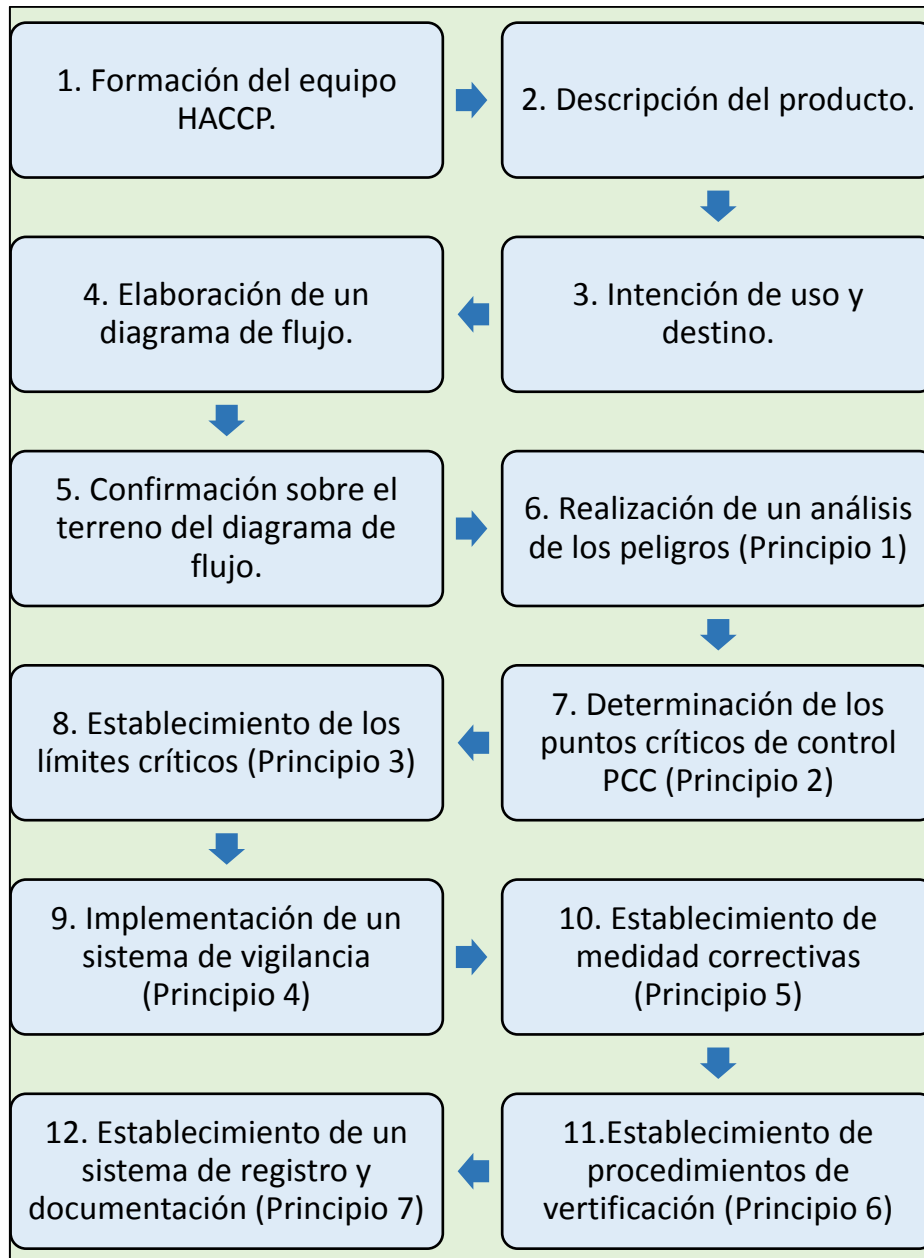 1. Formación del equipo
HACCP.
2. Descripción del producto.
3. Intención de uso y
destino.
4. Elaboración de un
diagrama de flujo.
5. Confirmación sobre el
terreno del diagrama de
flujo.
6. Realización de un análisis
de los peligros (Principio 1)
7. Determinación de los
puntos críticos de control
PCC (Principio 2)
8. Establecimiento de los
límites críticos (Principio 3)
9. Implementación de un
sistema de vigilancia
(Principio 4)
10. Establecimiento de
medidad correctivas
(Principio 5)
11.Establecimiento de
procedimientos de
vertificación (Principio 6)
12. Establecimiento de un
sistema de registro y
documentación (Principio 7)